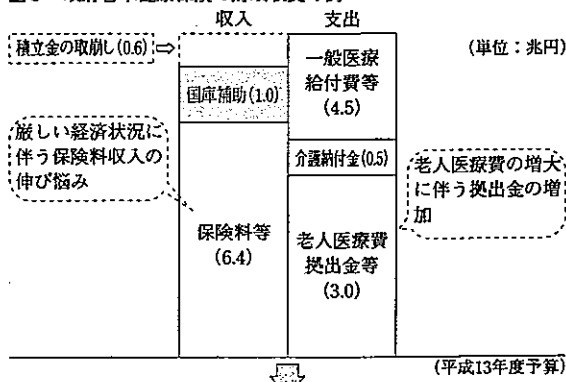 収入
支出
(単位：兆円)
積立金の取崩し(0.6)
国庫補助(1.0)
保険料等
(6.4)
一般医療
給付費等
(4.5)
介護納付金(0.5)
老人医療費
拠出金等
(3.0)
厳しい経済状況に
伴う保険料収入の
伸び悩み
老人医療費の増大
に伴う拠出金の増
加
(平成13年度予算)